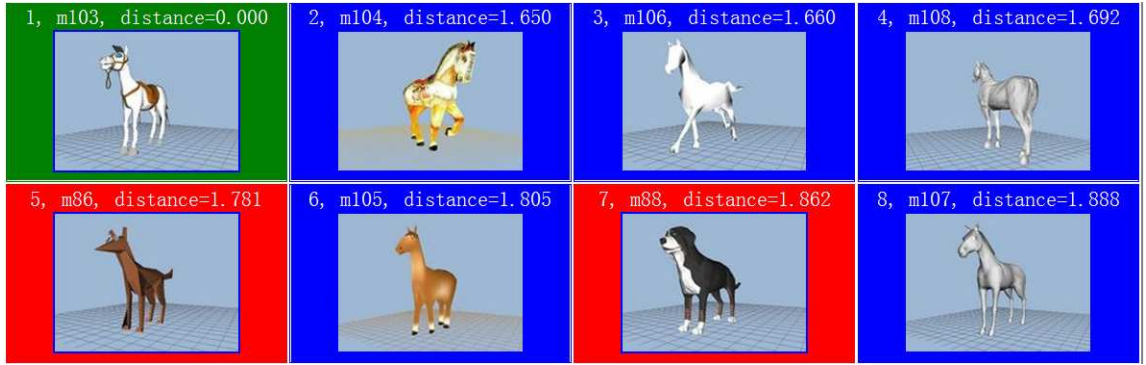 1, m103, distance=0.000
2, m104, distance=1.650
3, m106, distance=1.660
4, m108, distance=1.692
5, m86, distance=1.781
6, m105, distance=1.805
7, m88, distance=1.862
8, m107, distance=1.888